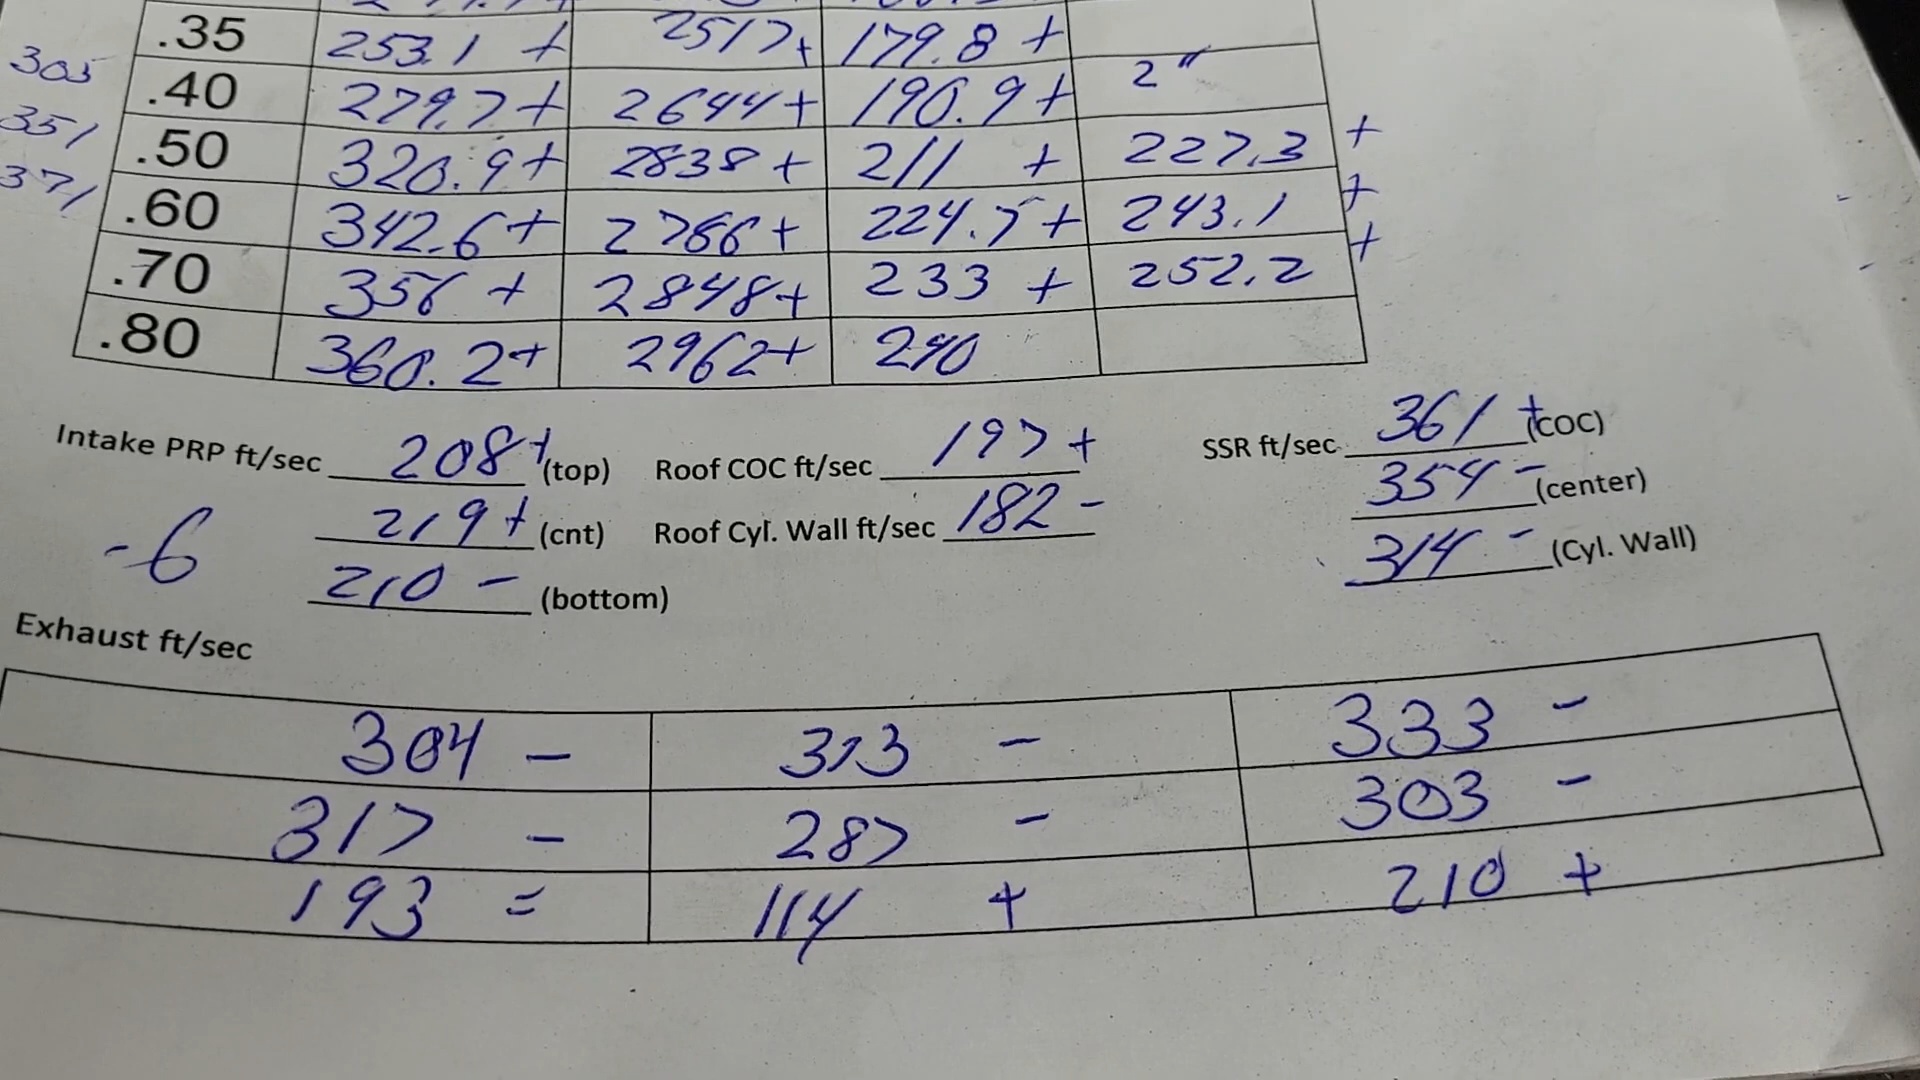 .35 253.1 + 2517+ 179.8 +
305 .40 279.7+ 2644+ 190.9+ 2"
351 .50 320.9+ 2838+ 211 + 227.3 +
371 .60 342.6+ 2786+ 224.5+ 243.1 +
.70 356 + 2848+ 233 + 252.2 +
.80 360.2+ 2962+ 240
Intake PRP ft/sec 208+ (top) Roof COC ft/sec 197+ SSR ft/sec 361+ (COC)
354- (center)
-6 219+ (cnt) Roof Cyl. Wall ft/sec 182- 314- (Cyl. Wall)
210- (bottom)
Exhaust ft/sec
304 - 313 - 333 -
317 - 287 - 303 -
193 = 114 + 210 +